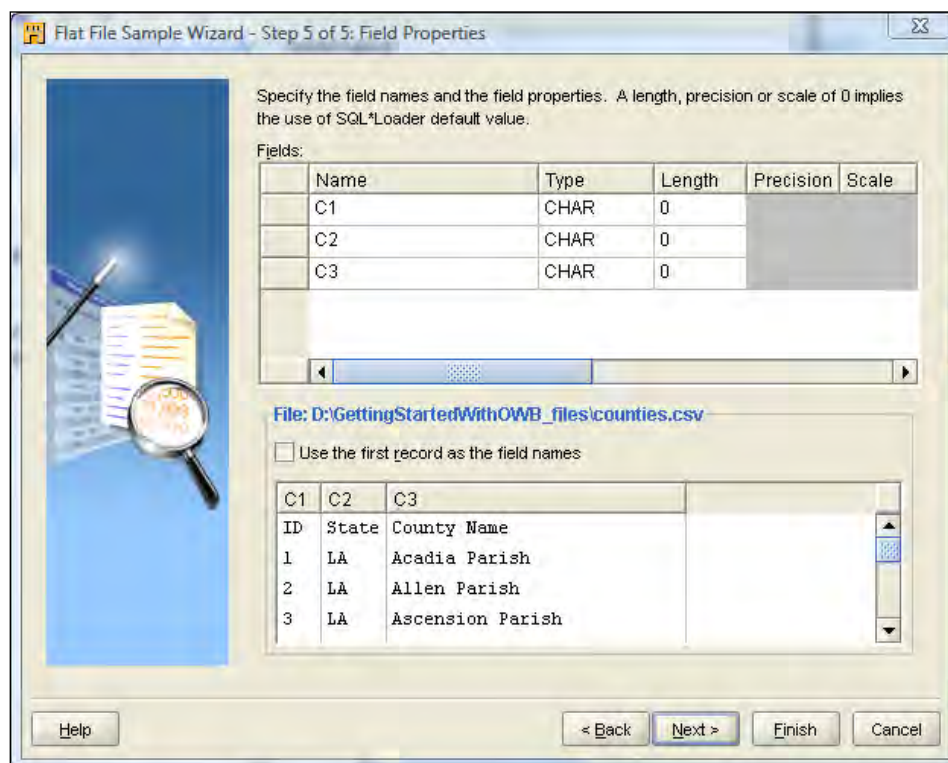 Flat File Sample Wizard - Step 5 of 5: Field Properties
Specify the field names and the field properties. A length, precision or scale of 0 implies
the use of SQL*Loader default value.
Fields:
Name Type Length Precision Scale
C1 CHAR 0
C2 CHAR 0
C3 CHAR 0
File: D:\GettingStartedWithOWB_files\counties.csv
Use the first record as the field names
C1 C2 C3
ID State County Name
1 LA Acadia Parish
2 LA Allen Parish
3 LA Ascension Parish
Help < Back Next > Finish Cancel